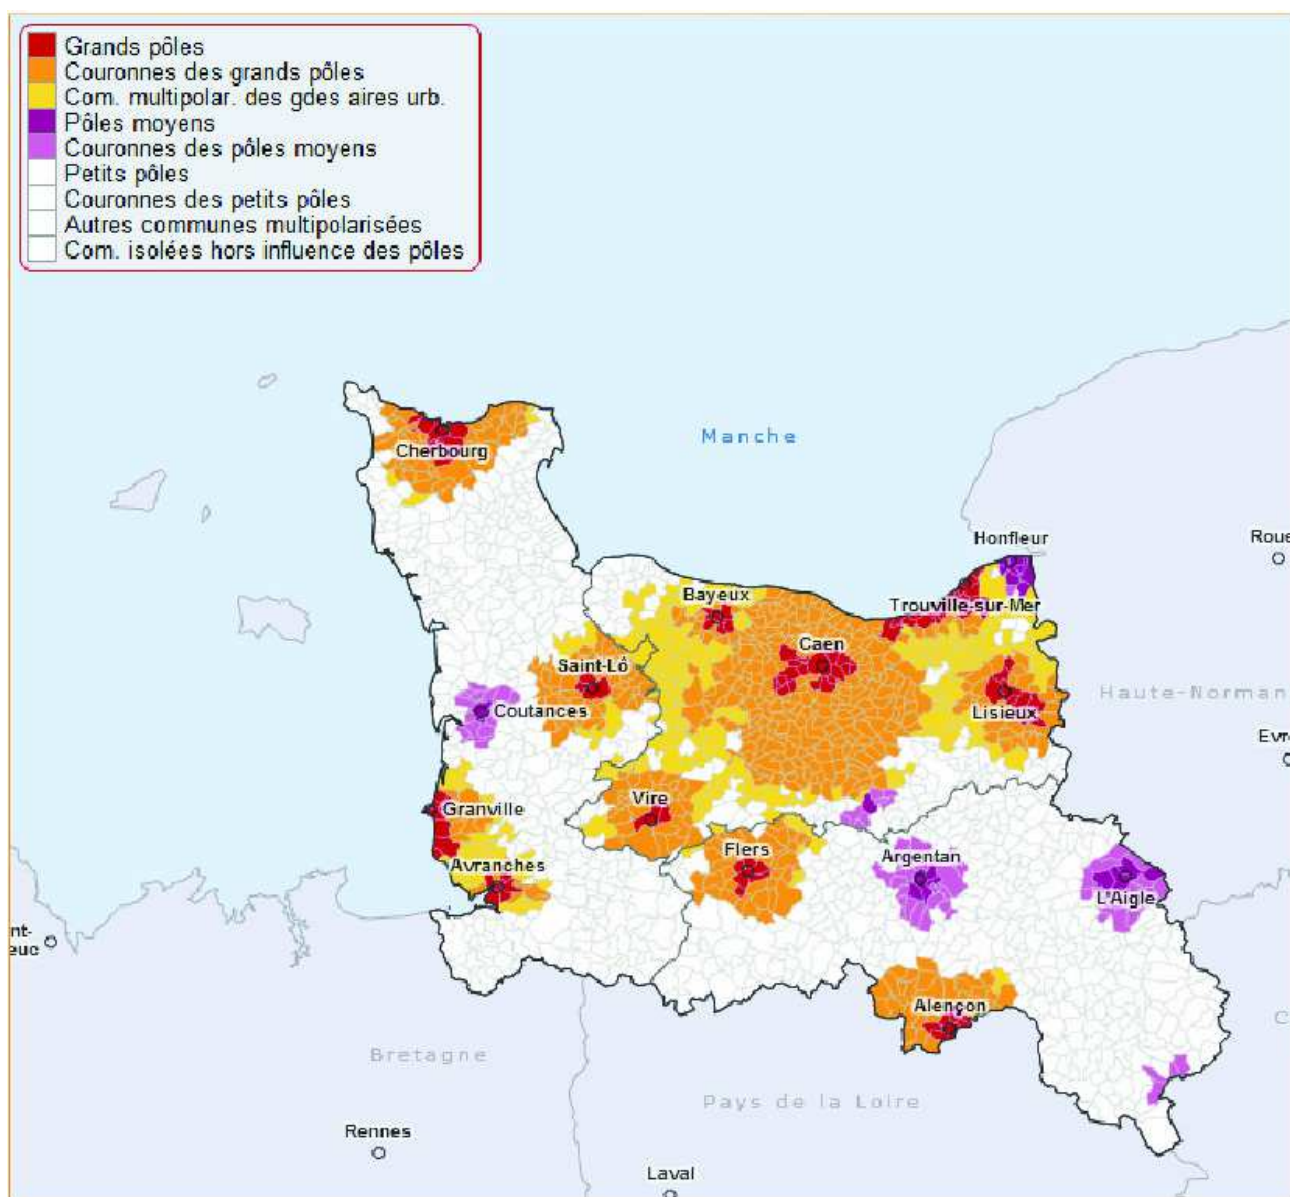 Grands pôles
Couronnes des grands pôles
Com. multipolar. des gdes aires urb.
Pôles moyens
Couronnes des pôles moyens
Petits pôles
Couronnes des petits pôles
Autres communes multipolarisées
Com. isolées hors influence des pôles
Manche
Cherbourg
Honfleur
Roue
Bayeux
Trouville-sur-Mer
Caen
Saint-Lô
Haute-Norman
Coutances
Lisieux
Evre
Vire
Granville
Flers
Argentan
Avranches
L'Aigle
nt-
euc
Alençon
C
Bretagne
Pays de la Loire
Rennes
Laval